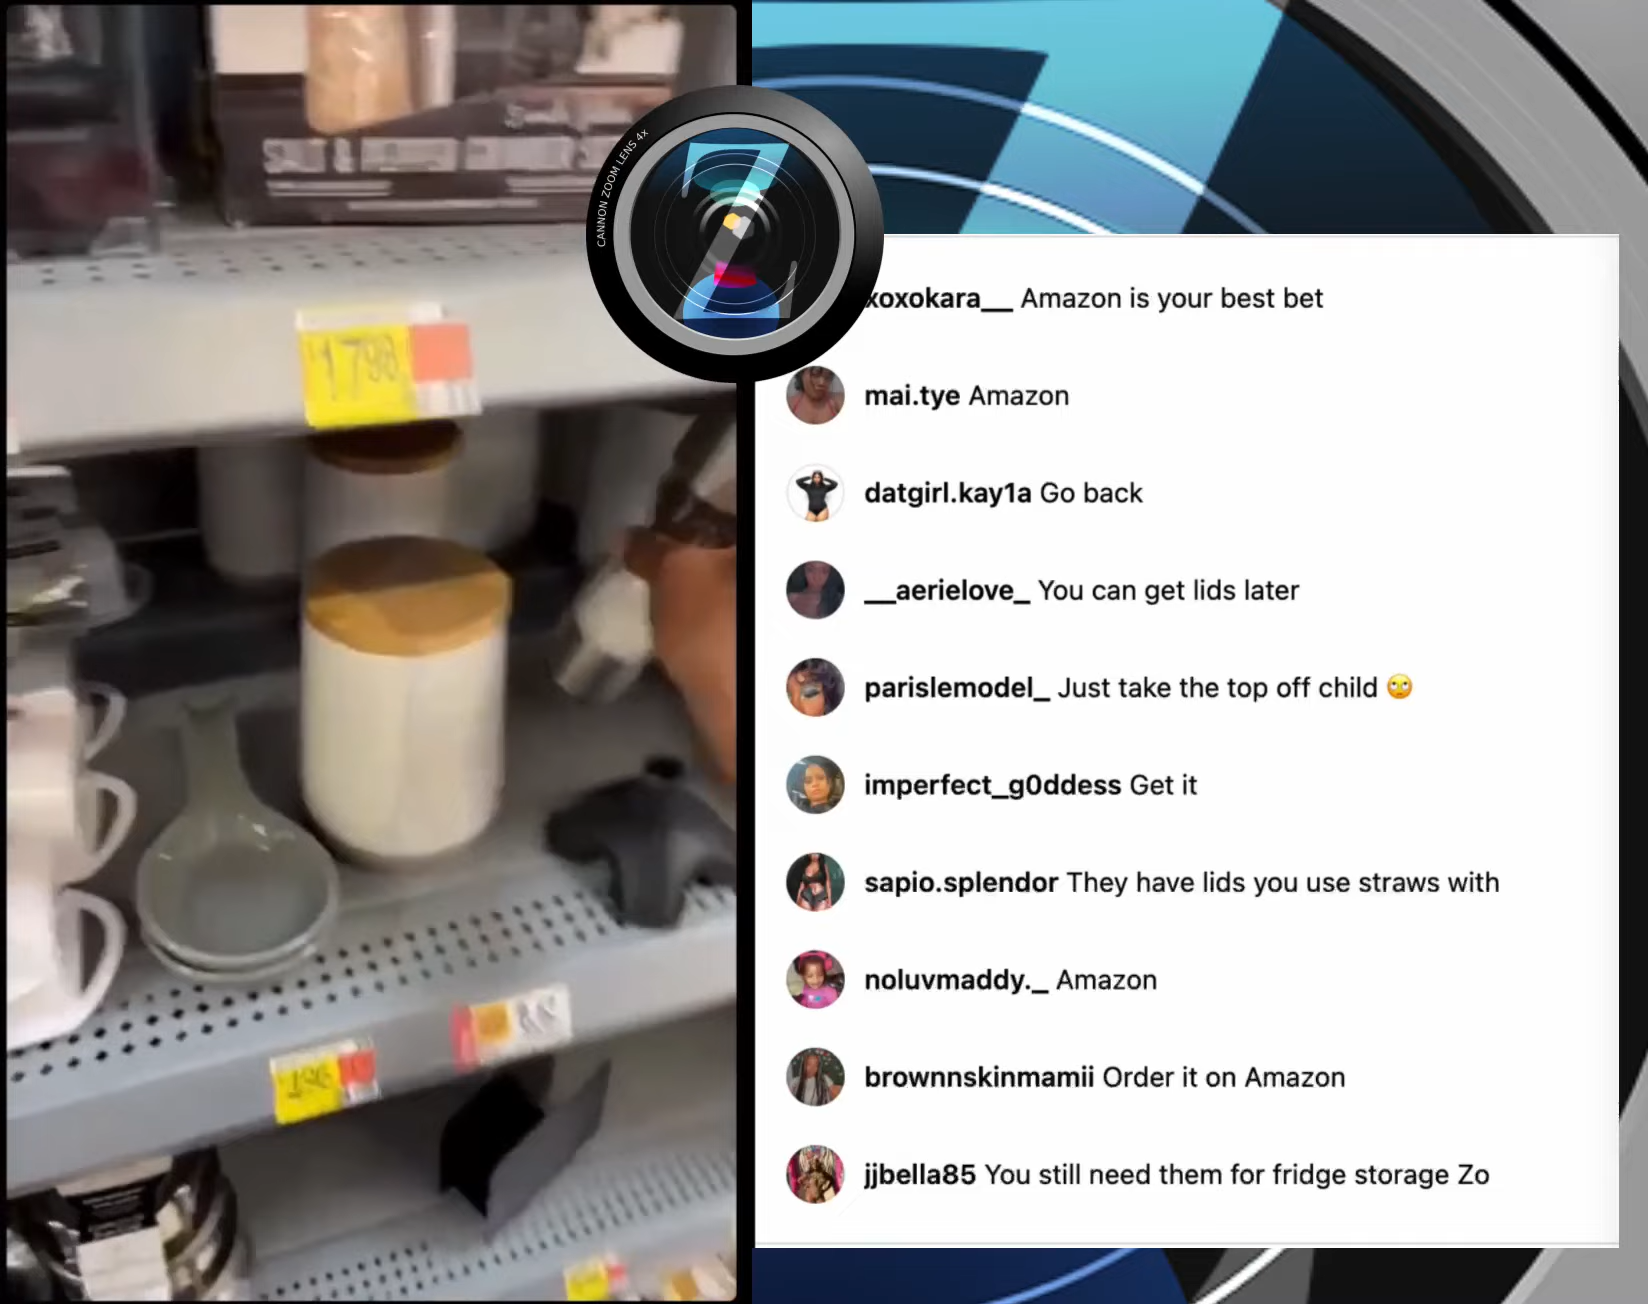 CANNON ZOOM LENS 4x
xoxokara__ Amazon is your best bet
mai.tye Amazon
datgirl.kay1a Go back
__aerielove_ You can get lids later
parislemodel_ Just take the top off child 🙄
imperfect_g0ddess Get it
sapio.splendor They have lids you use straws with
noluvmaddy._ Amazon
brownnskinmamii Order it on Amazon
jjbella85 You still need them for fridge storage Zo